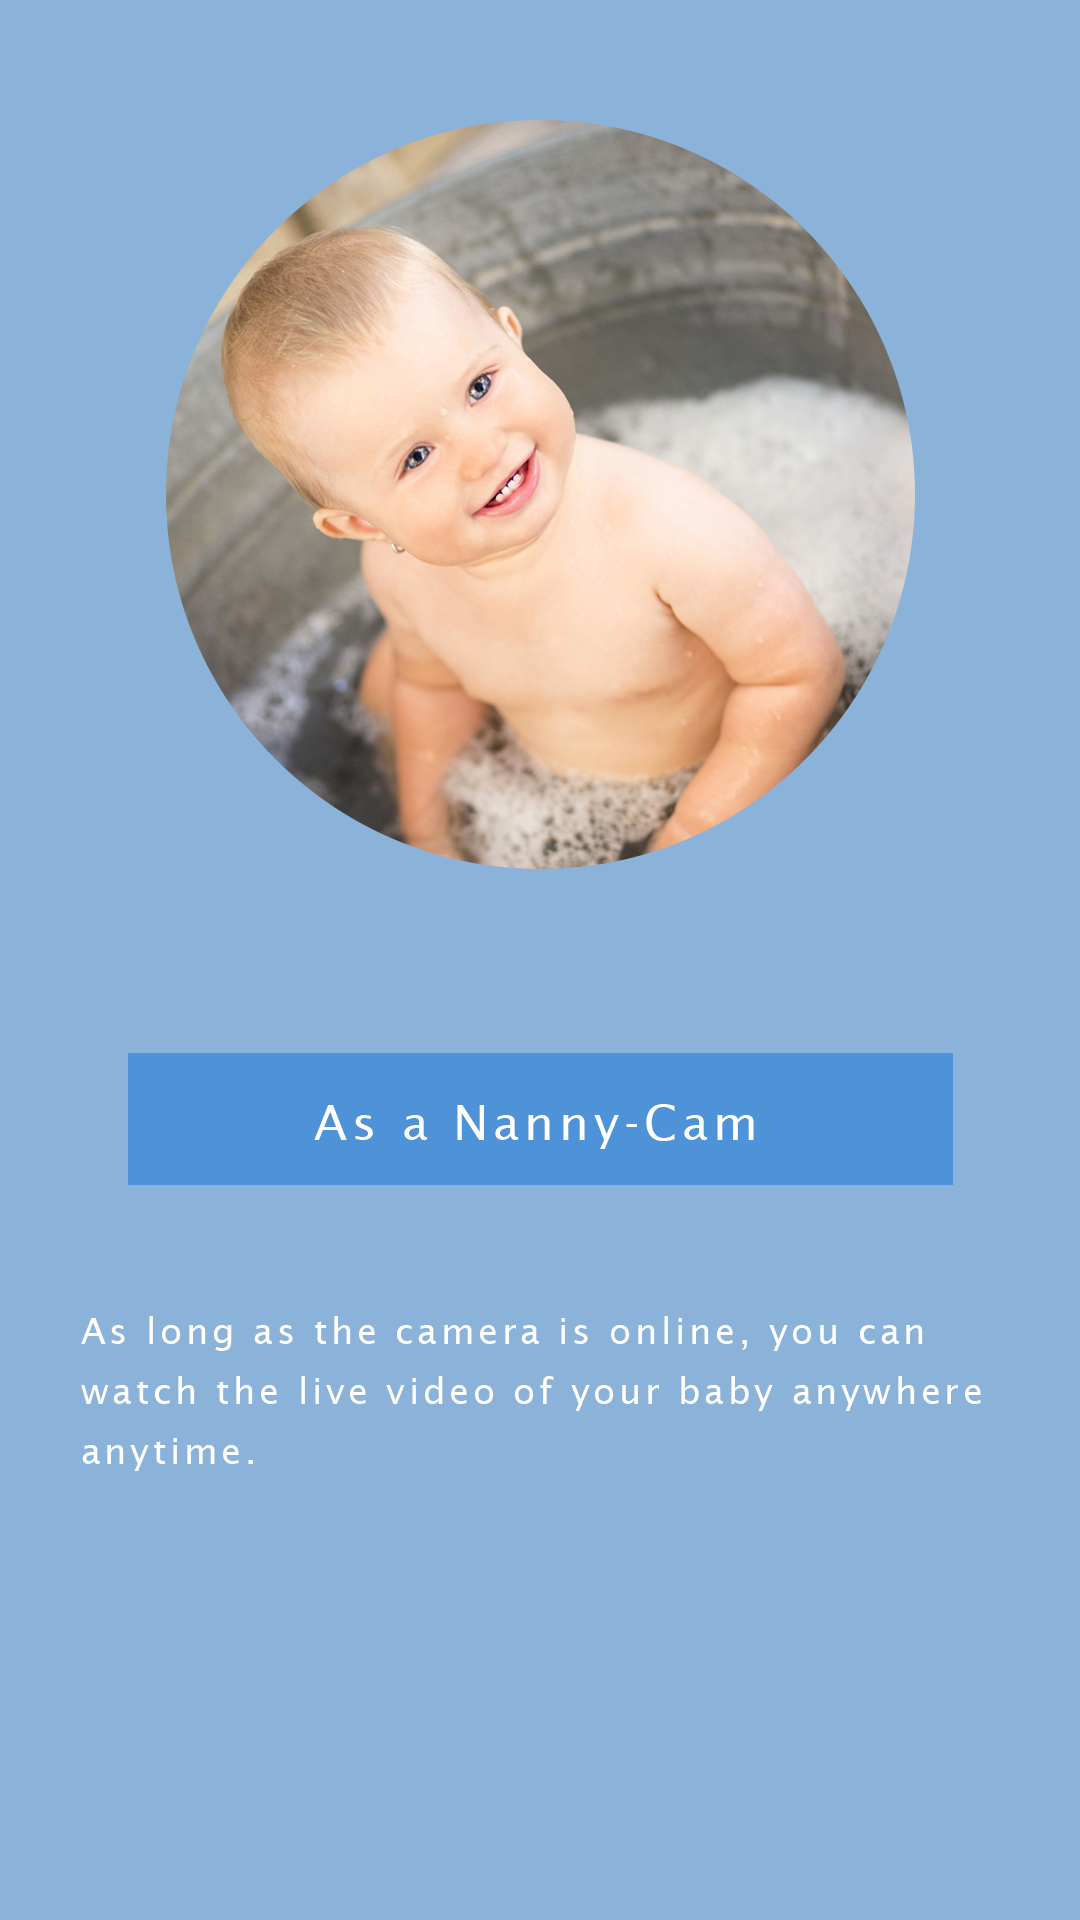 As a Nanny-Cam
As long as the camera is online, you can
watch the live video of your baby anywhere
anytime.